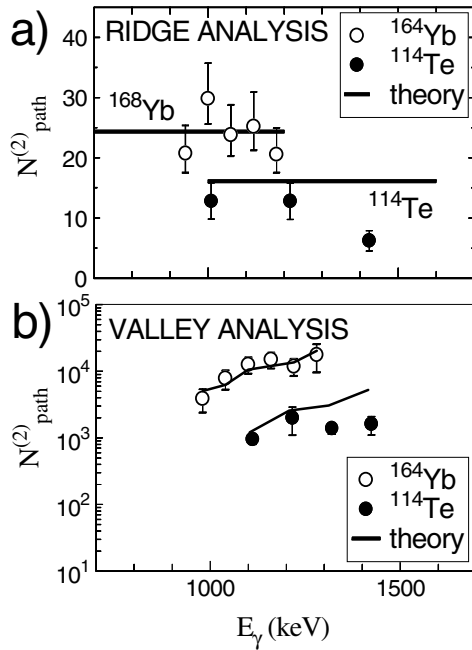 a) RIDGE ANALYSIS
○ ¹⁶⁴Yb
● ¹¹⁴Te
— theory
¹⁶⁸Yb
¹¹⁴Te
N⁽²⁾path
40
30
20
10
0
b) VALLEY ANALYSIS
○ ¹⁶⁴Yb
● ¹¹⁴Te
— theory
N⁽²⁾path
10⁵
10⁴
10³
10²
10¹
1000 1500
Eγ (keV)